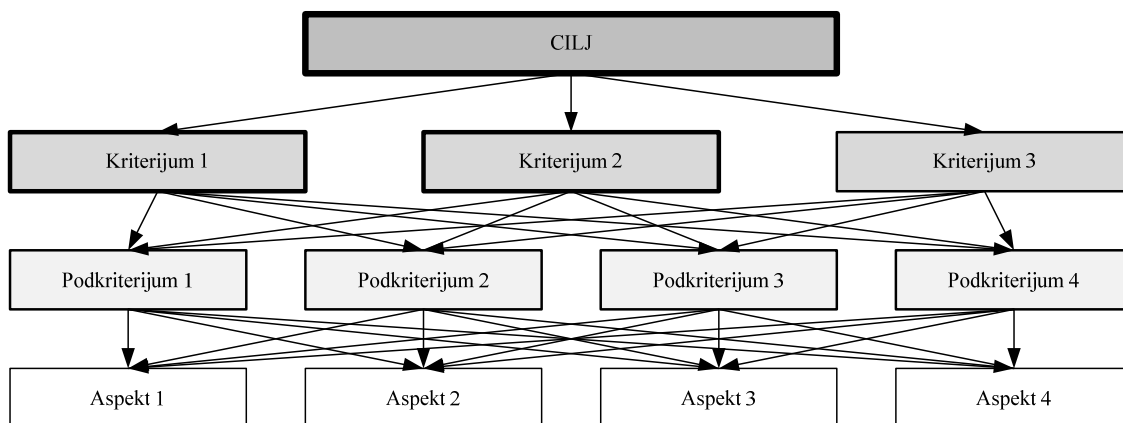 CILJ
Kriterijum 1
Kriterijum 2
Kriterijum 3
Podkriterijum 1
Podkriterijum 2
Podkriterijum 3
Podkriterijum 4
Aspekt 1
Aspekt 2
Aspekt 3
Aspekt 4